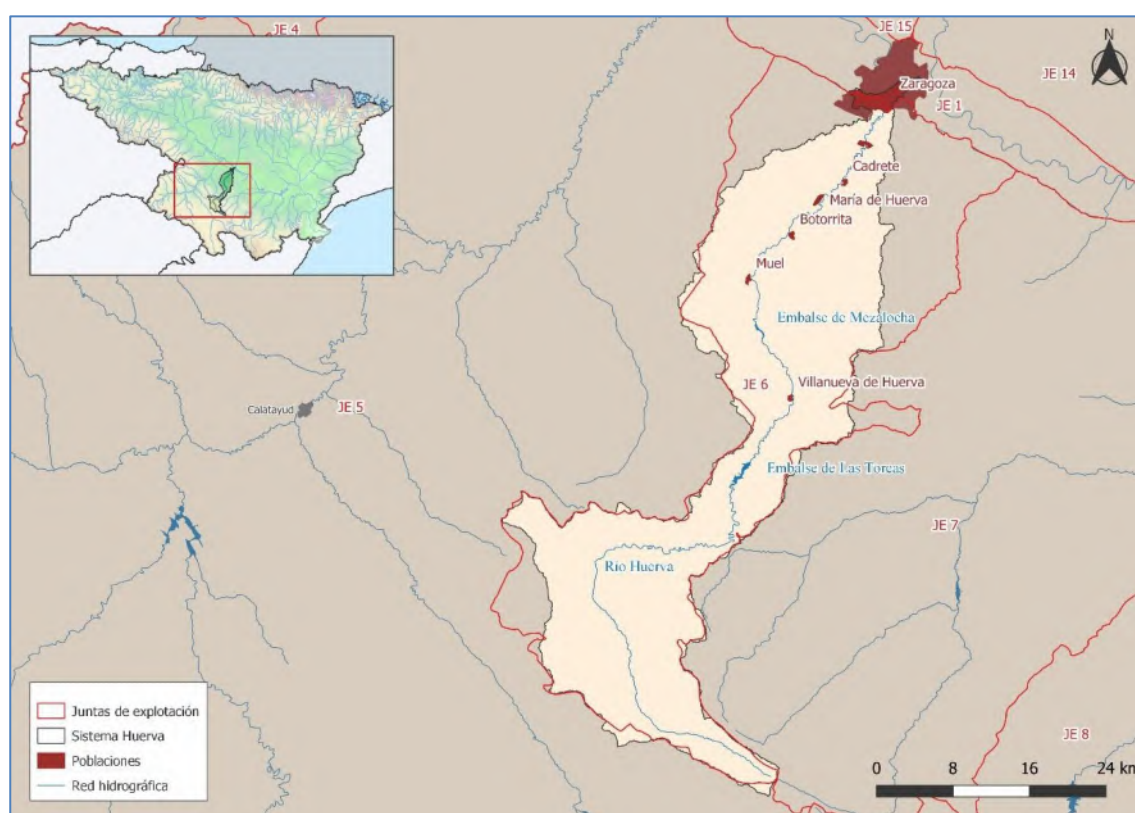 JE 4
JE 15
N
JE 14
Zaragoza
JE 1
Cadrete
María de Huerva
Botorrita
Muel
Embalse de Mezalocha
JE 6
Villanueva de Huerva
Calatayud
JE 5
Embalse de Las Torcas
JE 7
Río Huerva
Juntas de explotación
Sistema Huerva
Poblaciones
Red hidrográfica
JE 8
0 8 16 24 km